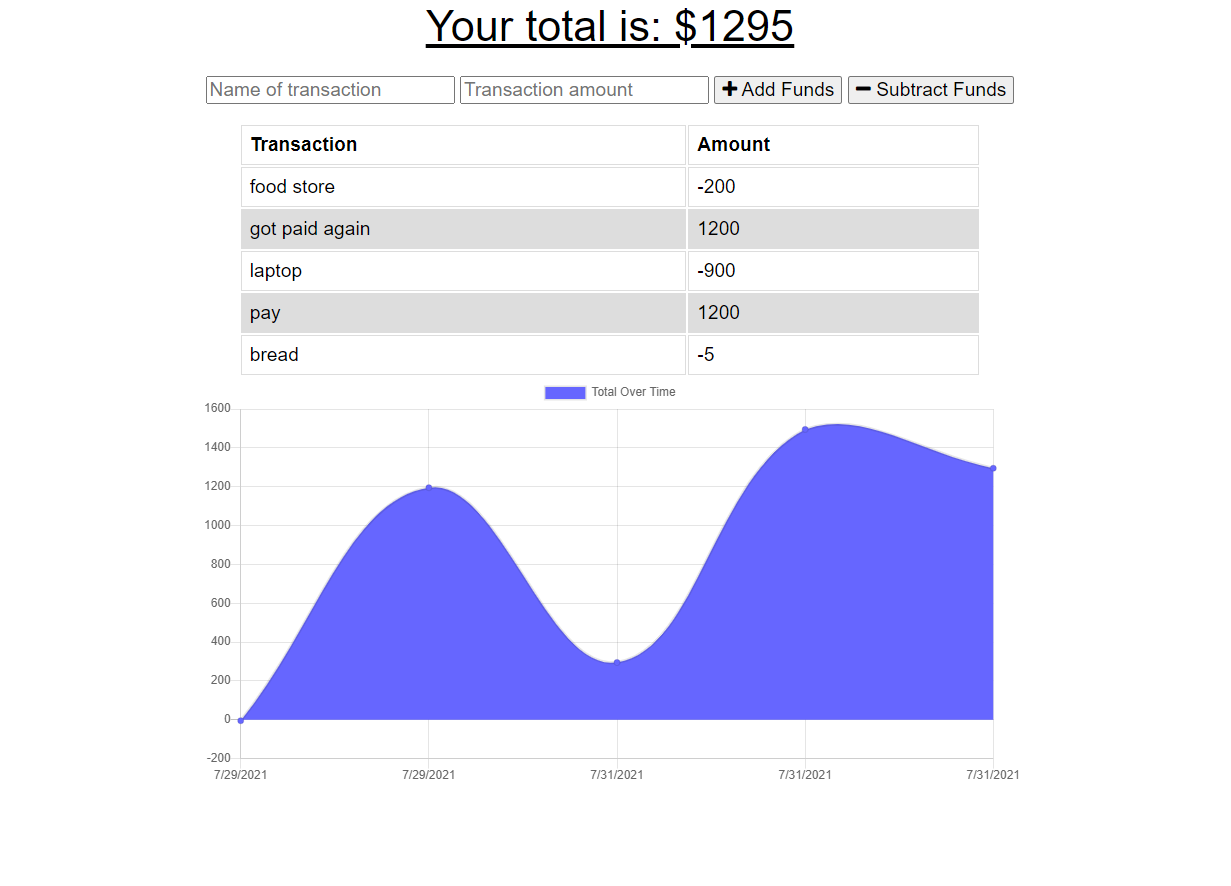 Your total is: $1295
Name of transaction Transaction amount Add Funds Subtract Funds
Transaction Amount
food store -200
got paid again 1200
laptop -900
pay 1200
bread -5
Total Over Time
1600
1400
1200
1000
800
600
400
200
0
-200
7/29/2021 7/29/2021 7/31/2021 7/31/2021 7/31/2021